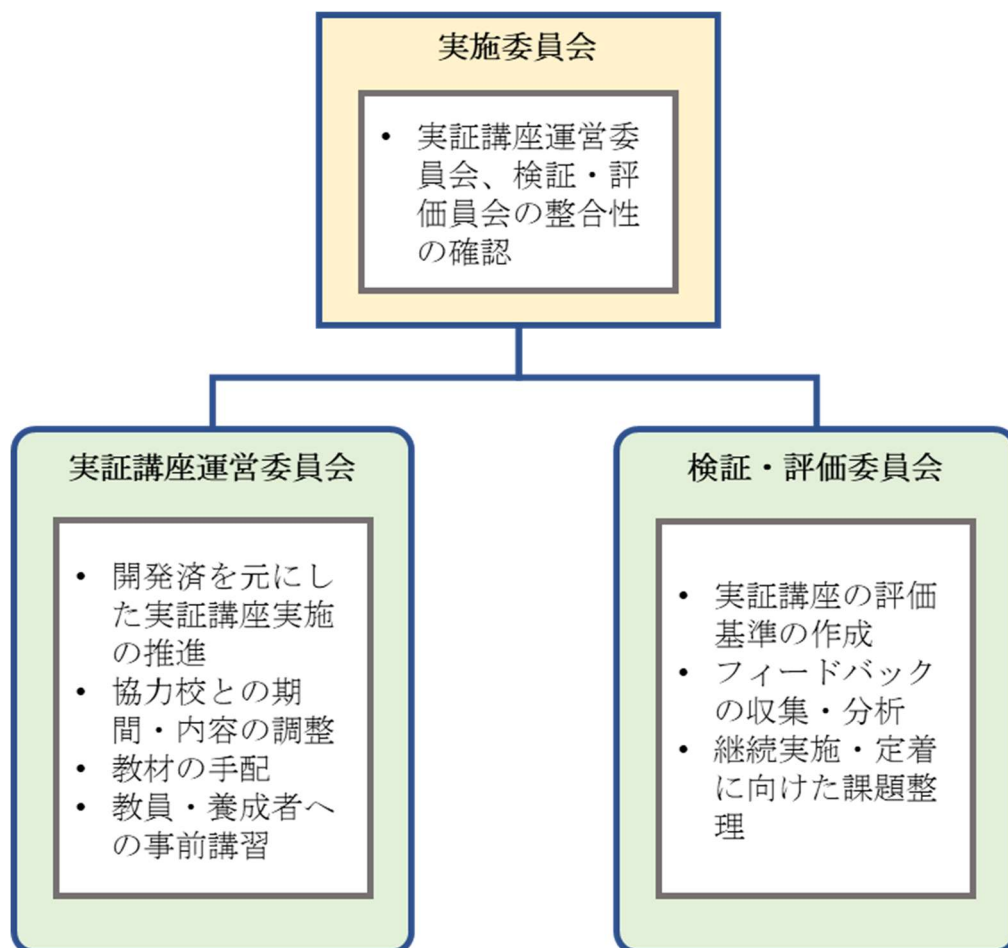 実施委員会
• 実証講座運営委
員会、検証・評
価員会の整合性
の確認
実証講座運営委員会
• 開発済を元にし
た実証講座実施
の推進
• 協力校との期
間・内容の調整
• 教材の手配
• 教員・養成者へ
の事前講習
検証・評価委員会
• 実証講座の評価
基準の作成
• フィードバック
の収集・分析
• 継続実施・定着
に向けた課題整
理